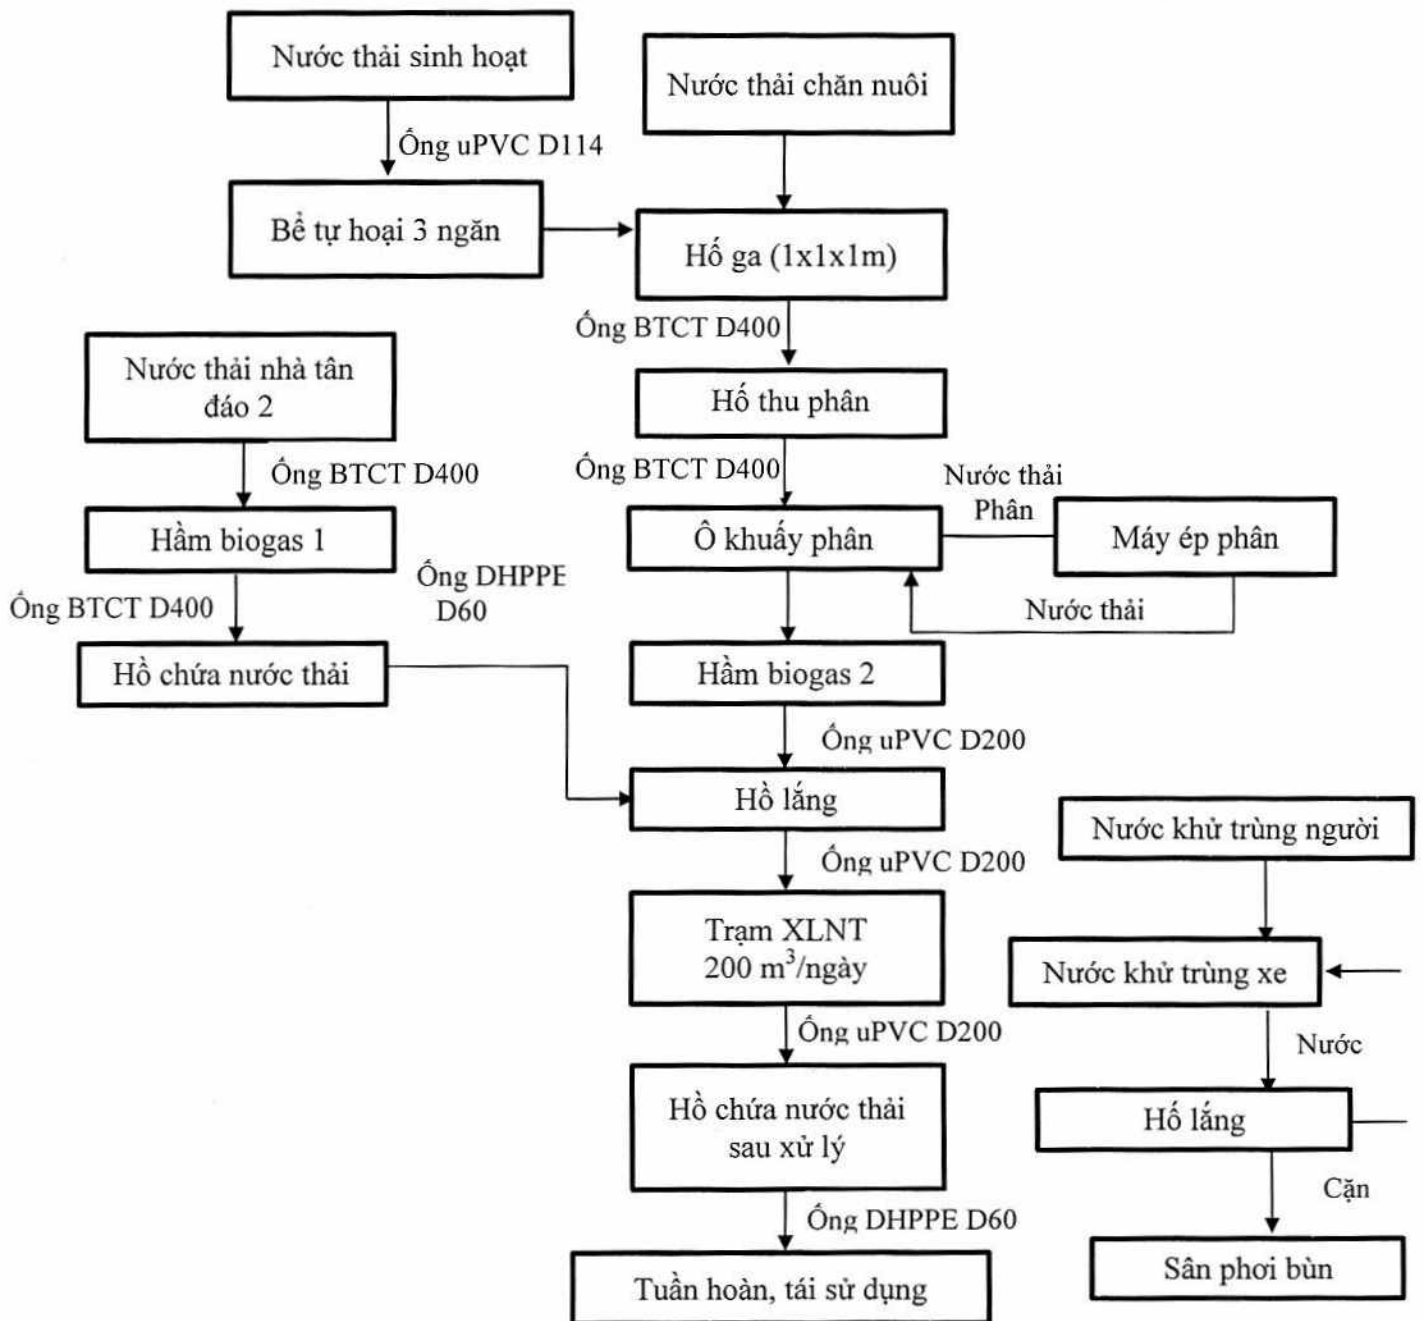 Nước thải sinh hoạt
Nước thải chăn nuôi
Ống uPVC D114
Bể tự hoại 3 ngăn
Hố ga (1x1x1m)
Ống BTCT D400
Nước thải nhà tân
đáo 2
Hố thu phân
Ống BTCT D400
Ống BTCT D400
Nước thải
Phân
Hầm biogas 1
Ô khuấy phân
Máy ép phân
Ống DHPPE
D60
Ống BTCT D400
Nước thải
Hồ chứa nước thải
Hầm biogas 2
Ống uPVC D200
Hồ lắng
Nước khử trùng người
Ống uPVC D200
Trạm XLNT
200 m³/ngày
Nước khử trùng xe
Ống uPVC D200
Nước
Hồ chứa nước thải
sau xử lý
Hố lắng
Cặn
Ống DHPPE D60
Sân phơi bùn
Tuần hoàn, tái sử dụng